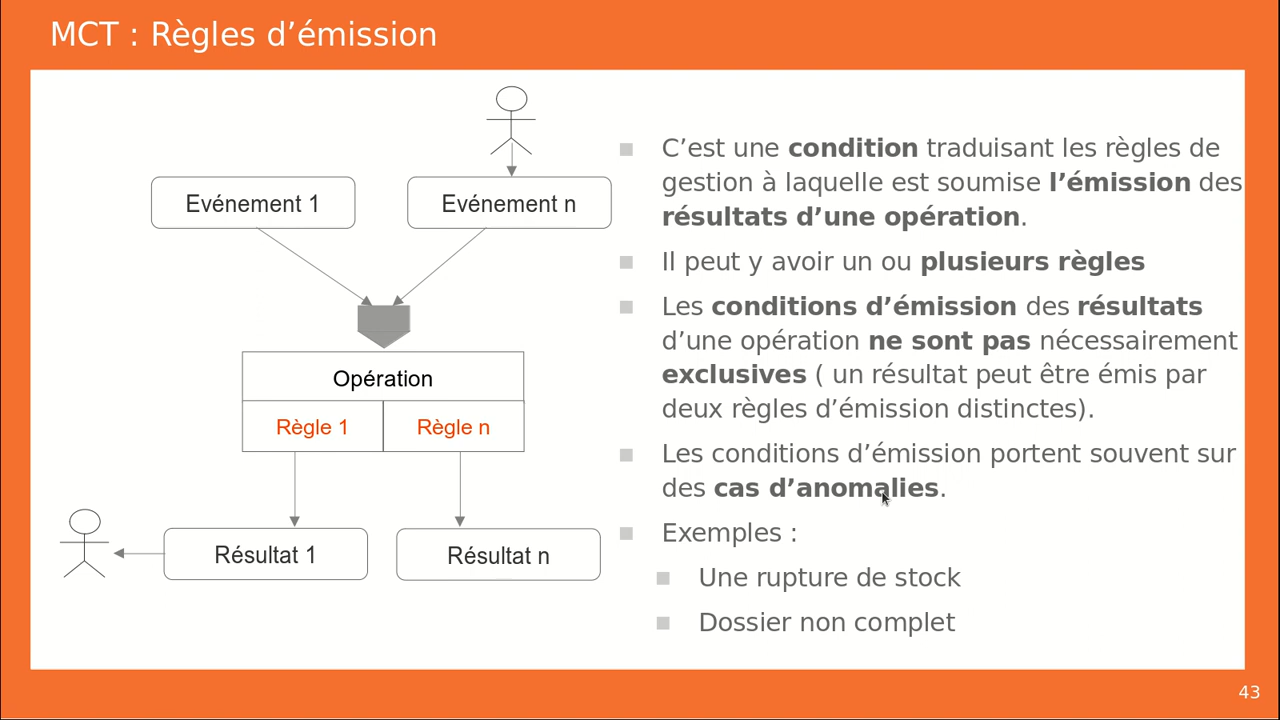 MCT : Règles d’émission
Evénement 1
Evénement n
Opération
Règle 1
Règle n
Résultat 1
Résultat n
C’est une condition traduisant les règles de
gestion à laquelle est soumise l’émission des
résultats d’une opération.
Il peut y avoir un ou plusieurs règles
Les conditions d’émission des résultats
d’une opération ne sont pas nécessairement
exclusives ( un résultat peut être émis par
deux règles d’émission distinctes).
Les conditions d’émission portent souvent sur
des cas d’anomalies.
Exemples :
Une rupture de stock
Dossier non complet
43